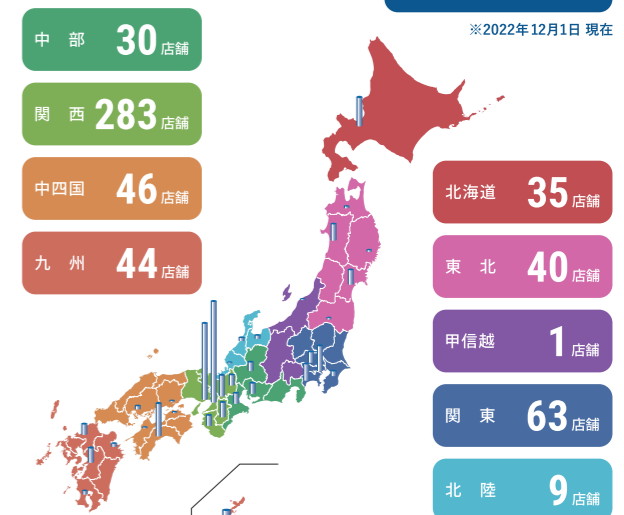 ※2022年12月1日 現在
中部 30店舗
関西 283店舗
中四国 46店舗
九州 44店舗
北海道 35店舗
東北 40店舗
甲信越 1店舗
関東 63店舗
北陸 9店舗